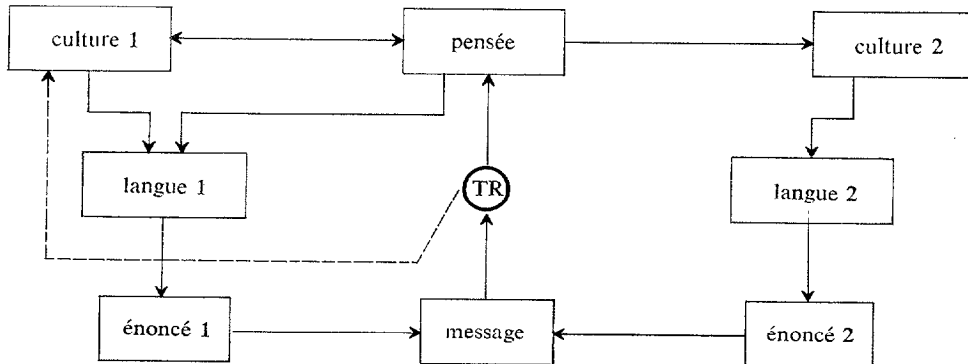 culture 1
pensée
culture 2
langue 1
TR
langue 2
énoncé 1
message
énoncé 2